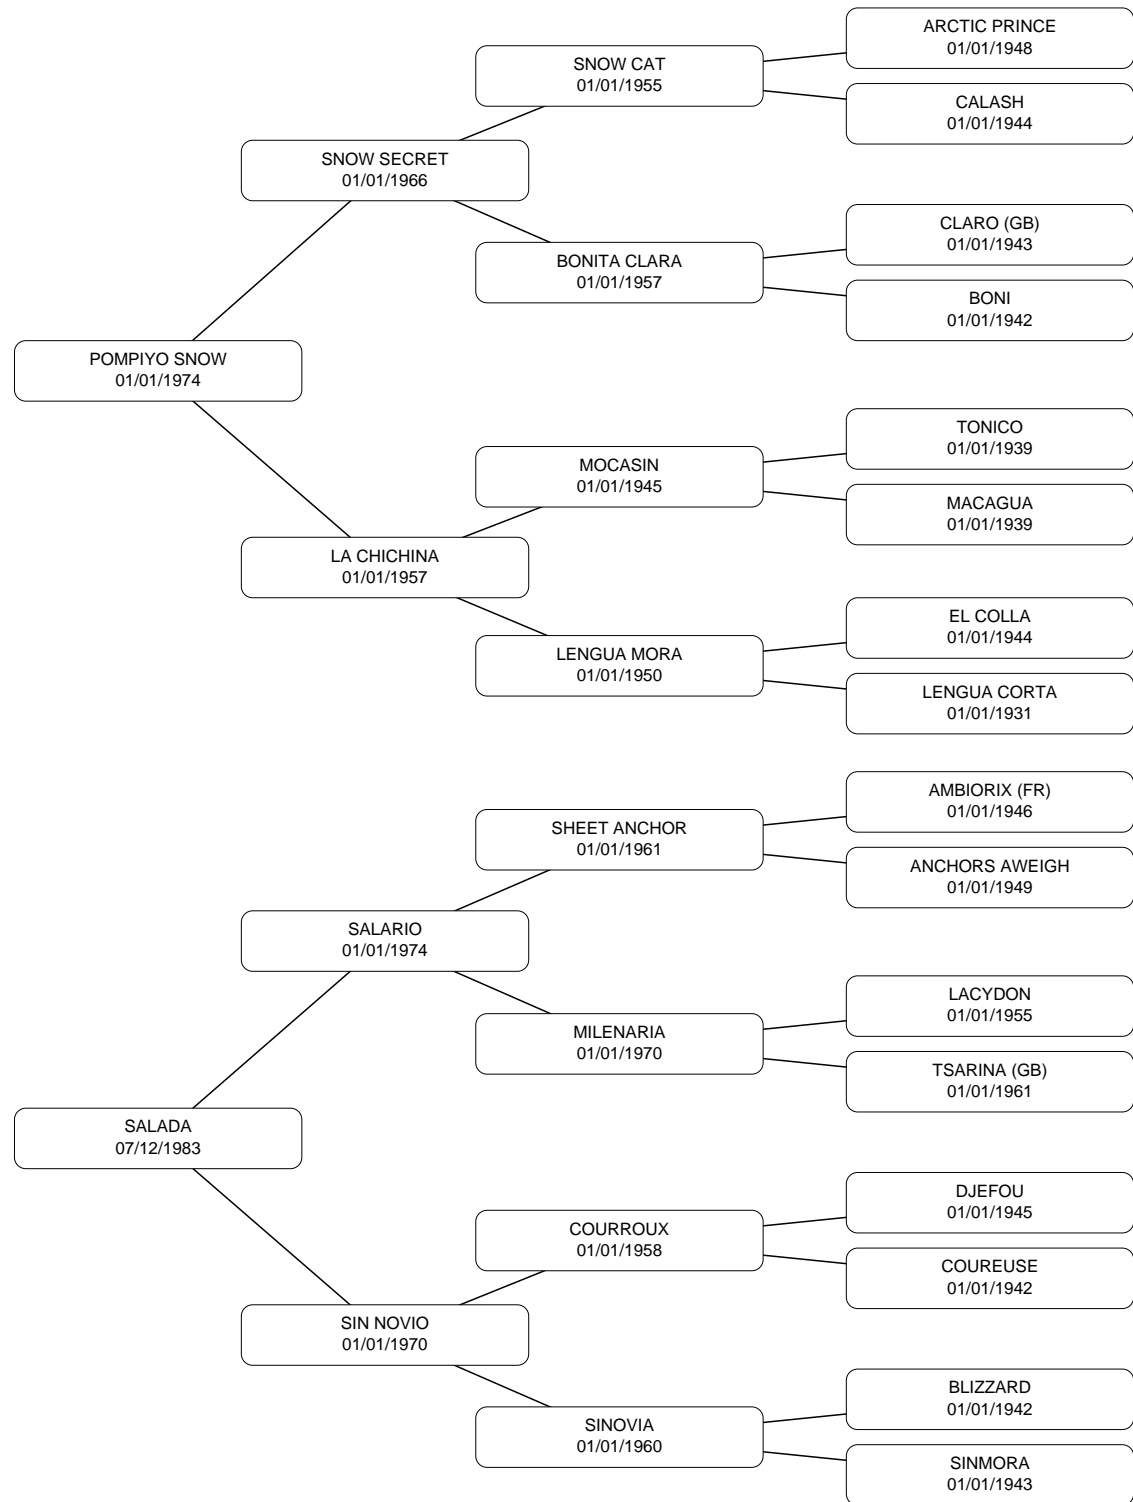 ARCTIC PRINCE
01/01/1948
SNOW CAT
01/01/1955
CALASH
01/01/1944
SNOW SECRET
01/01/1966
CLARO (GB)
01/01/1943
BONITA CLARA
01/01/1957
BONI
01/01/1942
POMPIYO SNOW
01/01/1974
TONICO
01/01/1939
MOCASIN
01/01/1945
MACAGUA
01/01/1939
LA CHICHINA
01/01/1957
EL COLLA
01/01/1944
LENGUA MORA
01/01/1950
LENGUA CORTA
01/01/1931
AMBIORIX (FR)
01/01/1946
SHEET ANCHOR
01/01/1961
ANCHORS AWEIGH
01/01/1949
SALARIO
01/01/1974
LACYDON
01/01/1955
MILENARIA
01/01/1970
TSARINA (GB)
01/01/1961
SALADA
07/12/1983
DJEFOU
01/01/1945
COURROUX
01/01/1958
COUREUSE
01/01/1942
SIN NOVIO
01/01/1970
BLIZZARD
01/01/1942
SINOVIA
01/01/1960
SINMORA
01/01/1943